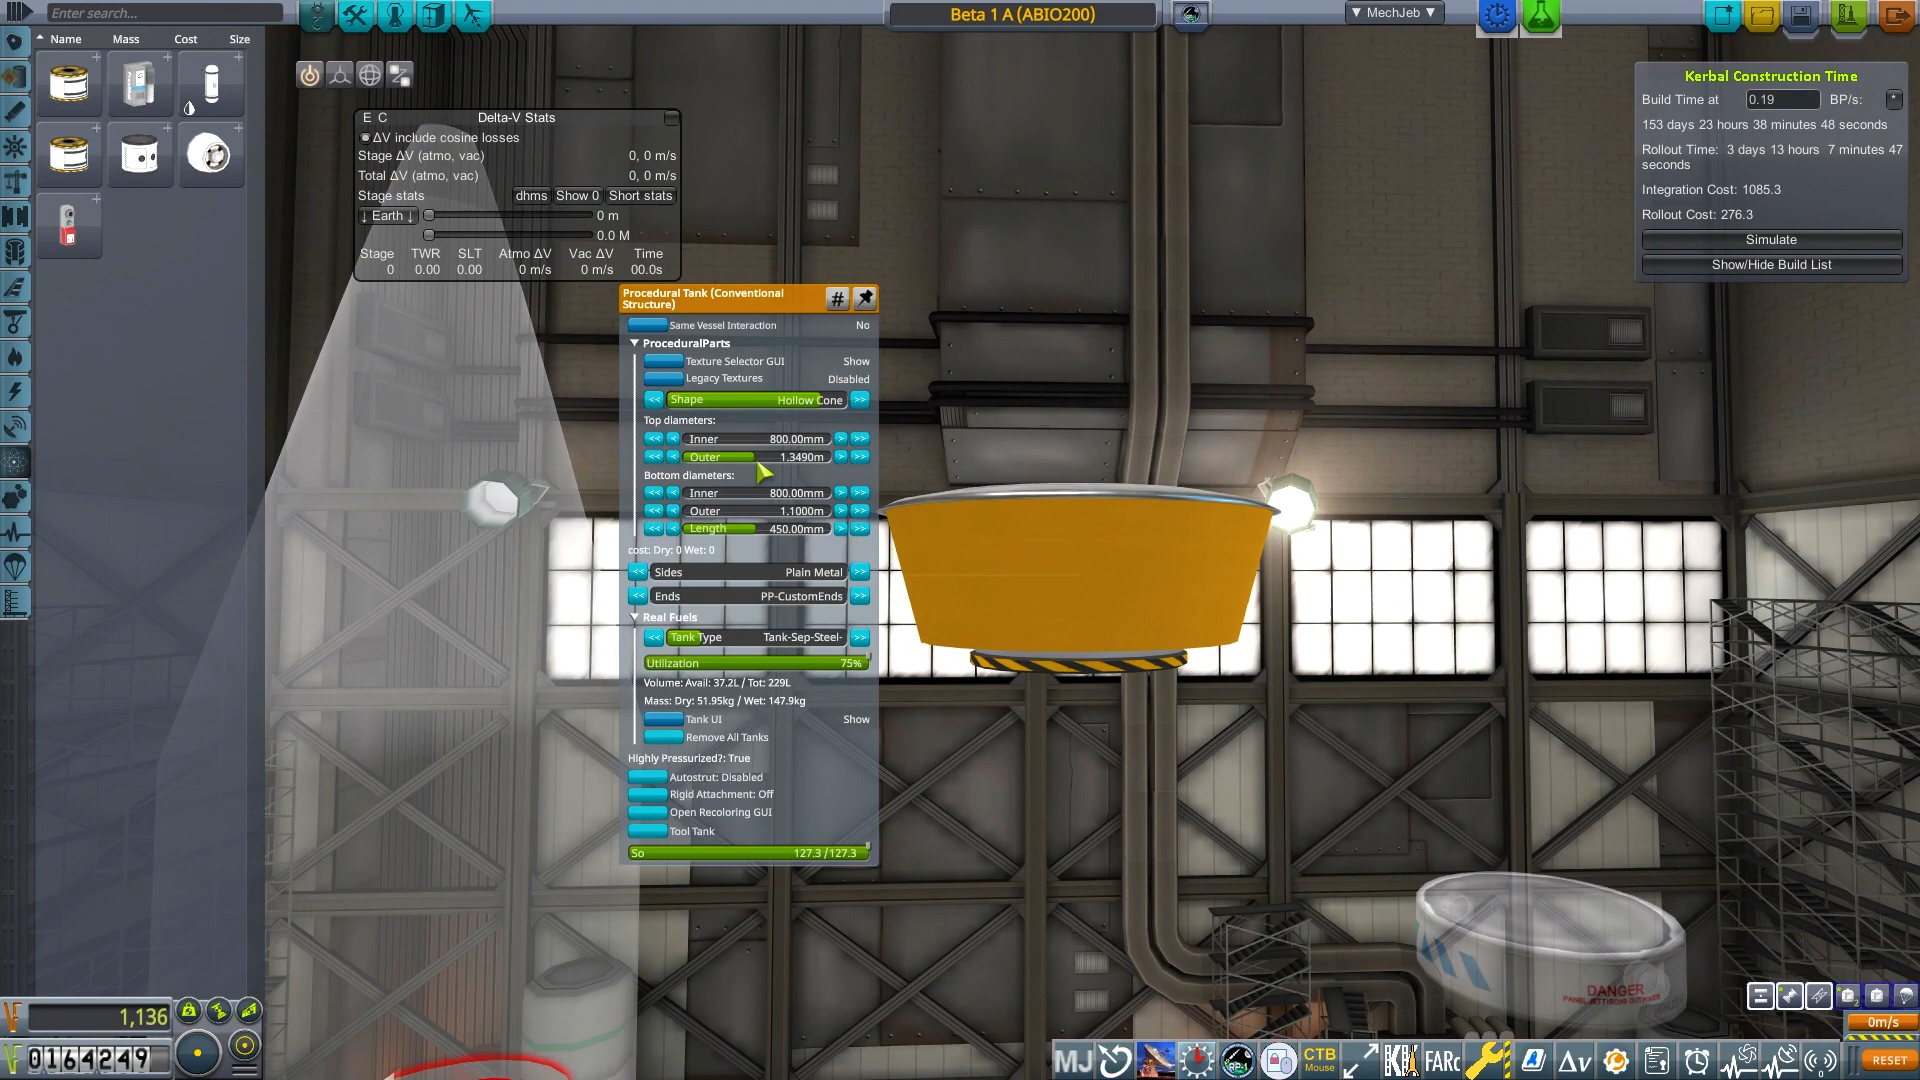 Enter search...
Beta 1 A (ABIO200)
▼ MechJeb ▼
Name Mass Cost Size
Kerbal Construction Time
Build Time at 0.19 BP/s: *
153 days 23 hours 38 minutes 48 seconds
Rollout Time: 3 days 13 hours 7 minutes 47
seconds
Integration Cost: 1085.3
Rollout Cost: 276.3
Simulate
Show/Hide Build List
E C Delta-V Stats
ΔV include cosine losses
Stage ΔV (atmo, vac) 0, 0 m/s
Total ΔV (atmo, vac) 0, 0 m/s
Stage stats dhms Show 0 Short stats
↓ Earth ↓ 0 m
0.0 M
Stage TWR SLT Atmo ΔV Vac ΔV Time
0 0.00 0.00 0 m/s 0 m/s 00.0s
Procedural Tank (Conventional
Structure) #
Same Vessel Interaction No
▼ ProceduralParts
Texture Selector GUI Show
Legacy Textures Disabled
<< Shape Hollow Cone >>
Top diameters:
<< < Inner 800.00mm > >>
<< < Outer 1.3490m > >>
Bottom diameters:
<< < Inner 800.00mm > >>
<< < Outer 1.1000m > >>
<< < Length 450.00mm > >>
cost: Dry: 0 Wet: 0
<< Sides Plain Metal >>
<< Ends PP-CustomEnds >>
▼ Real Fuels
<< Tank Type Tank-Sep-Steel- >>
Utilization 75%
Volume: Avail: 37.2L / Tot: 229L
Mass: Dry: 51.95kg / Wet: 147.9kg
Tank UI Show
Remove All Tanks
Highly Pressurized?: True
Autostrut: Disabled
Rigid Attachment: Off
Open Recoloring GUI
Tool Tank
So 127.3 / 127.3
DANGER
PANEL JETTISONS OUTWARD
1,136
0164249
0m/s
MJ RP-1 CTB
Mouse FARc Δv RESET